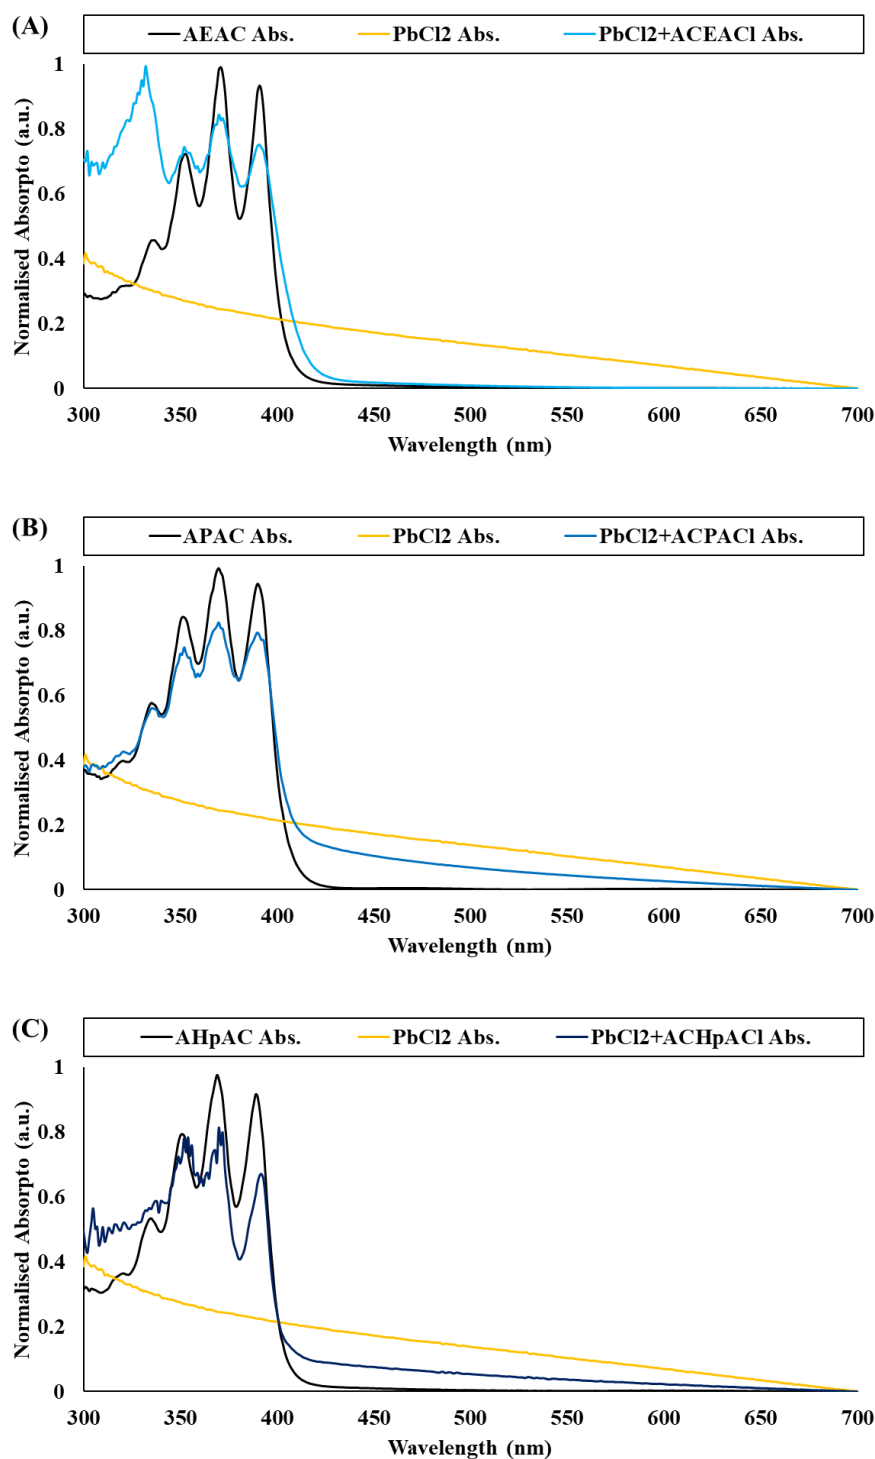 (A)
AEAC Abs. PbCl2 Abs. PbCl2+ACEACl Abs.
1
0.8
0.6
0.4
0.2
0
Normalised Absorpto (a.u.)
300 350 400 450 500 550 600 650 700
Wavelength (nm)
(B)
APAC Abs. PbCl2 Abs. PbCl2+ACPACl Abs.
1
0.8
0.6
0.4
0.2
0
Normalised Absorpto (a.u.)
300 350 400 450 500 550 600 650 700
Wavelength (nm)
(C)
AHpAC Abs. PbCl2 Abs. PbCl2+ACHpACl Abs.
1
0.8
0.6
0.4
0.2
0
Normalised Absorpto (a.u.)
300 350 400 450 500 550 600 650 700
Wavelength (nm)